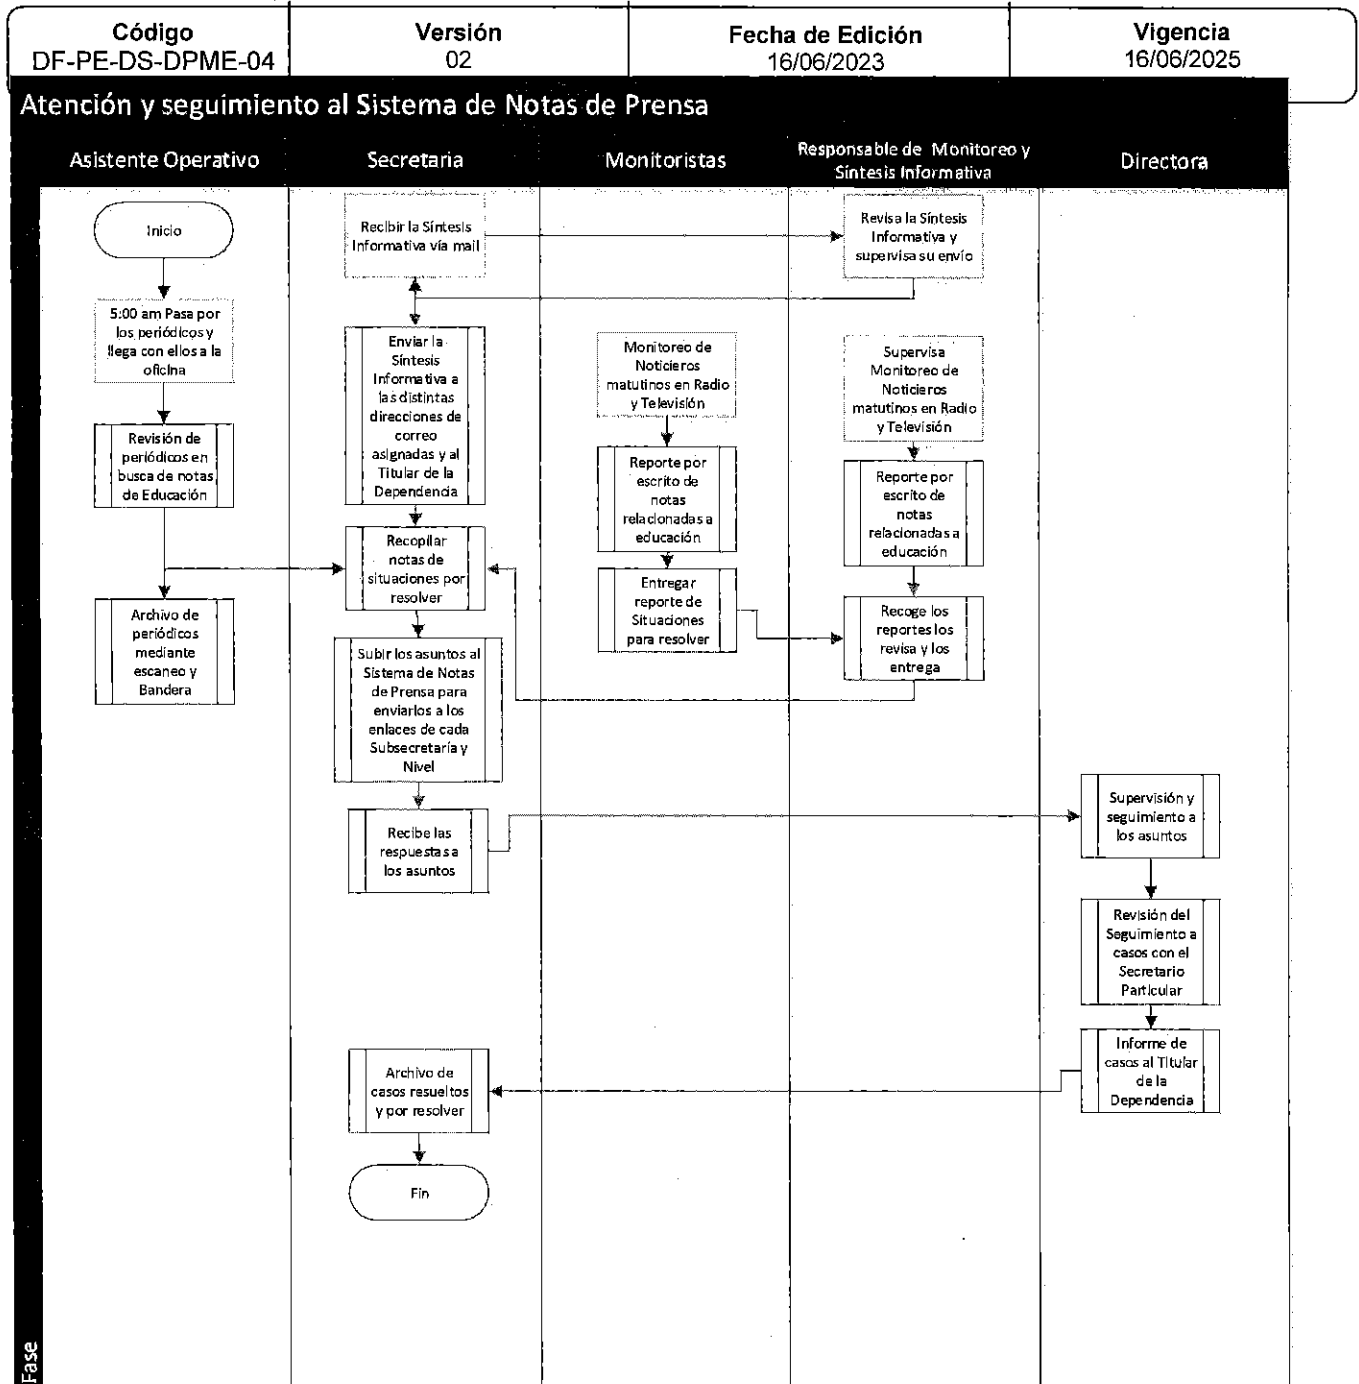 Código
DF-PE-DS-DPME-04
Versión
02
Fecha de Edición
16/06/2023
Vigencia
16/06/2025
Atención y seguimiento al Sistema de Notas de Prensa
Asistente Operativo
Secretaria
Monitoristas
Responsable de Monitoreo y
Síntesis Informativa
Directora
Inicio
5:00 am Pasa por
los periódicos y
llega con ellos a la
oficina
Revisión de
periódicos en
busca de notas
de Educación
Archivo de
periódicos
mediante
escaneo y
Bandera
Recibir la Síntesis
Informativa vía mail
Enviar la
Síntesis
Informativa a
las distintas
direcciones de
correo
asignadas y al
Titular de la
Dependencia
Recopilar
notas de
situaciones por
resolver
Subir los asuntos al
Sistema de Notas
de Prensa para
enviarlos a los
enlaces de cada
Subsecretaría y
Nivel
Recibe las
respuestas a
los asuntos
Archivo de
casos resueltos
y por resolver
Fin
Monitoreo de
Noticieros
matutinos en Radio
y Televisión
Reporte por
escrito de
notas
relacionadas a
educación
Entregar
reporte de
Situaciones
para resolver
Revisa la Síntesis
Informativa y
supervisa su envío
Supervisa
Monitoreo de
Noticieros
matutinos en Radio
y Televisión
Reporte por
escrito de
notas
relacionadas a
educación
Recoge los
reportes los
revisa y los
entrega
Supervisión y
seguimiento a
los asuntos
Revisión del
Seguimiento a
casos con el
Secretario
Particular
Informe de
casos al Titular
de la
Dependencia
Fase